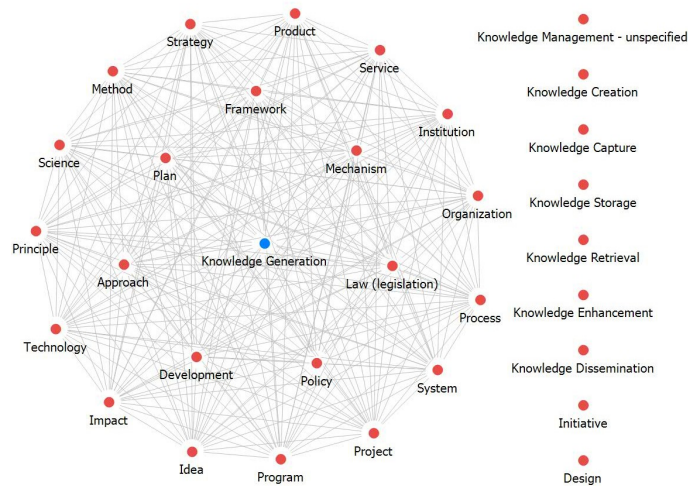 Product
Strategy
Service
Knowledge Management - unspecified
Method
Knowledge Creation
Framework
Institution
Knowledge Capture
Science
Plan
Mechanism
Knowledge Storage
Organization
Principle
Knowledge Generation
Knowledge Retrieval
Approach
Law (legislation)
Process
Knowledge Enhancement
Technology
Development
Policy
Knowledge Dissemination
System
Impact
Initiative
Project
Idea
Program
Design